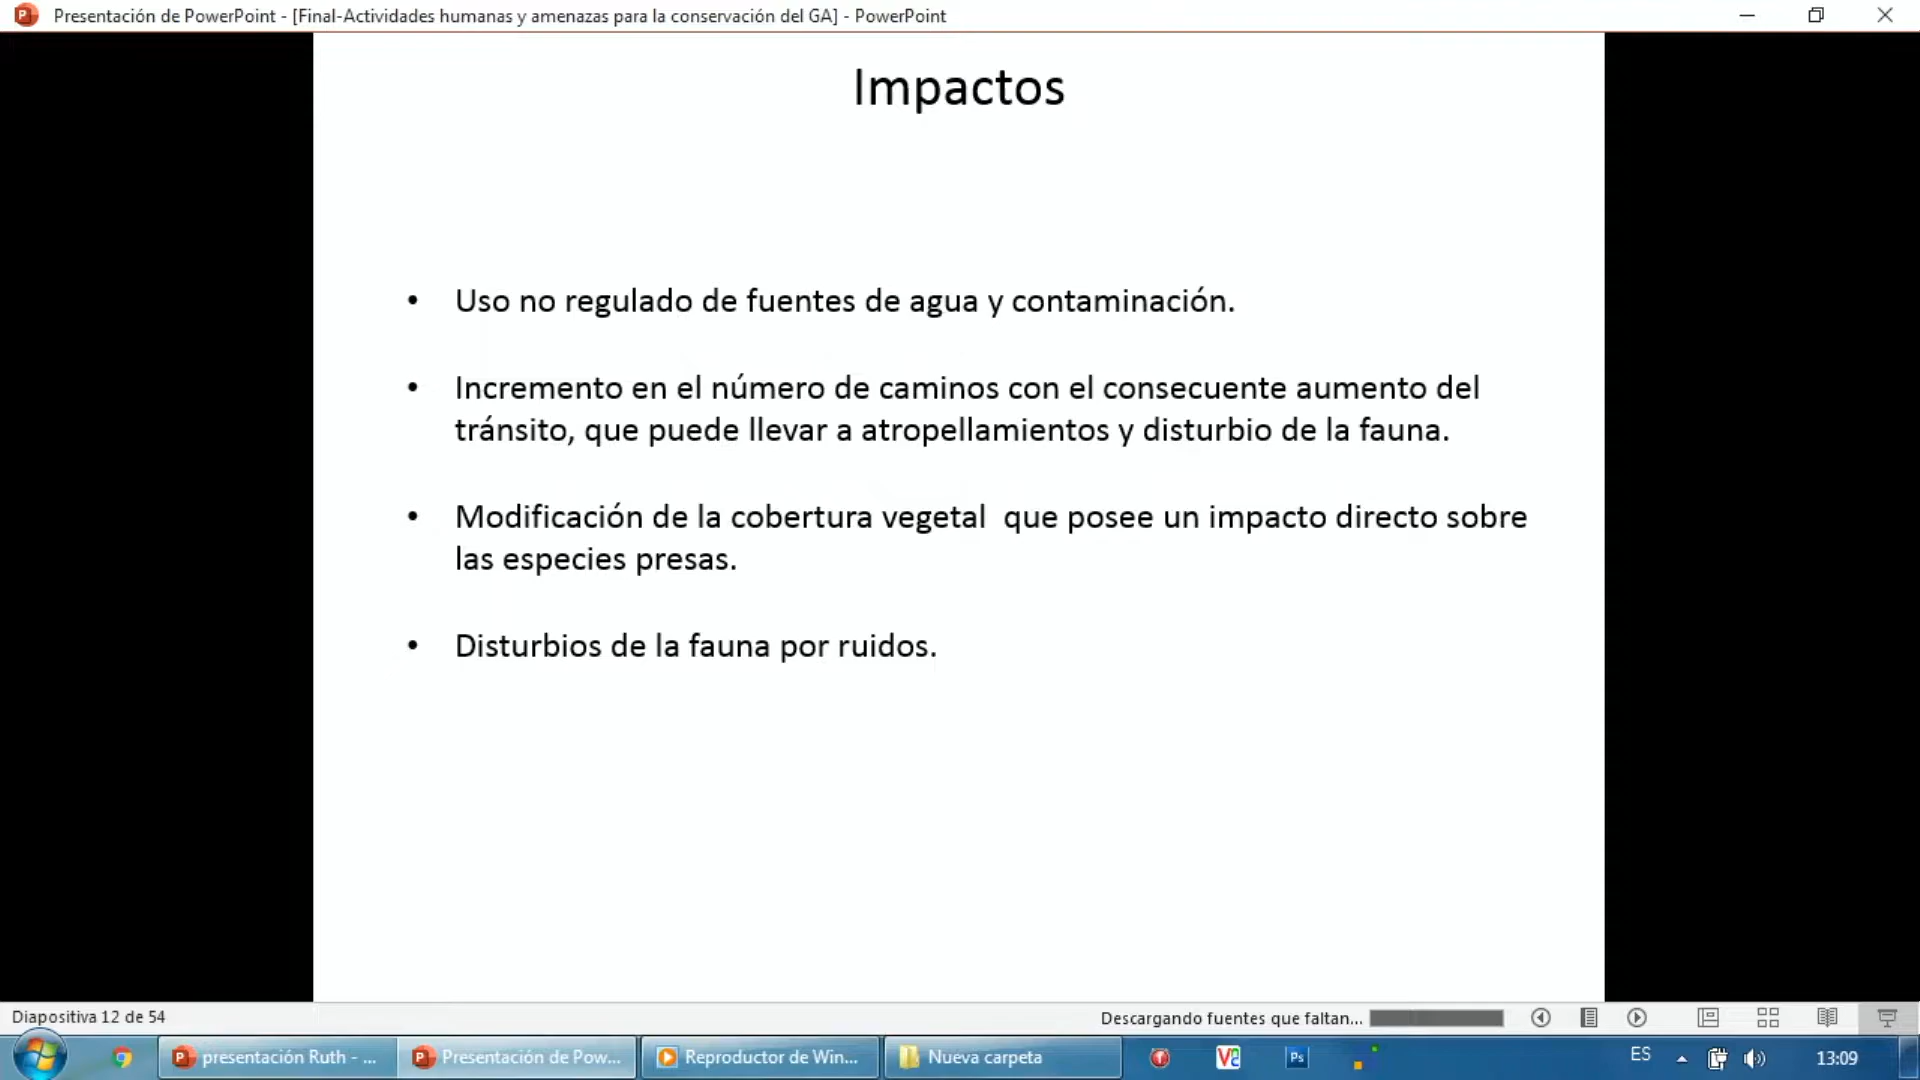 Presentación de PowerPoint - [Final-Actividades humanas y amenazas para la conservación del GA] - PowerPoint
Impactos
• Uso no regulado de fuentes de agua y contaminación.
• Incremento en el número de caminos con el consecuente aumento del
tránsito, que puede llevar a atropellamientos y disturbio de la fauna.
• Modificación de la cobertura vegetal que posee un impacto directo sobre
las especies presas.
• Disturbios de la fauna por ruidos.
Diapositiva 12 de 54
Descargando fuentes que faltan...
presentación Ruth - ...
Presentación de Pow...
Reproductor de Win...
Nueva carpeta
Ps
ES
13:09